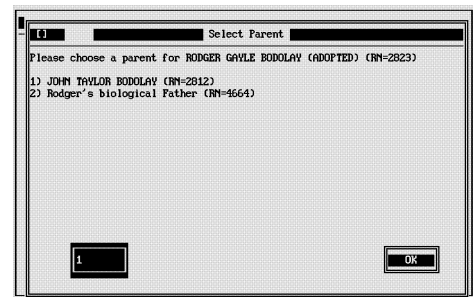 [] Select Parent
Please choose a parent for RODGER GAYLE BODOLAY (ADOPTED) (RN=2823)
1) JOHN TAYLOR BODOLAY (RN=2812)
2) Rodger's biological Father (RN=4664)
1 OK